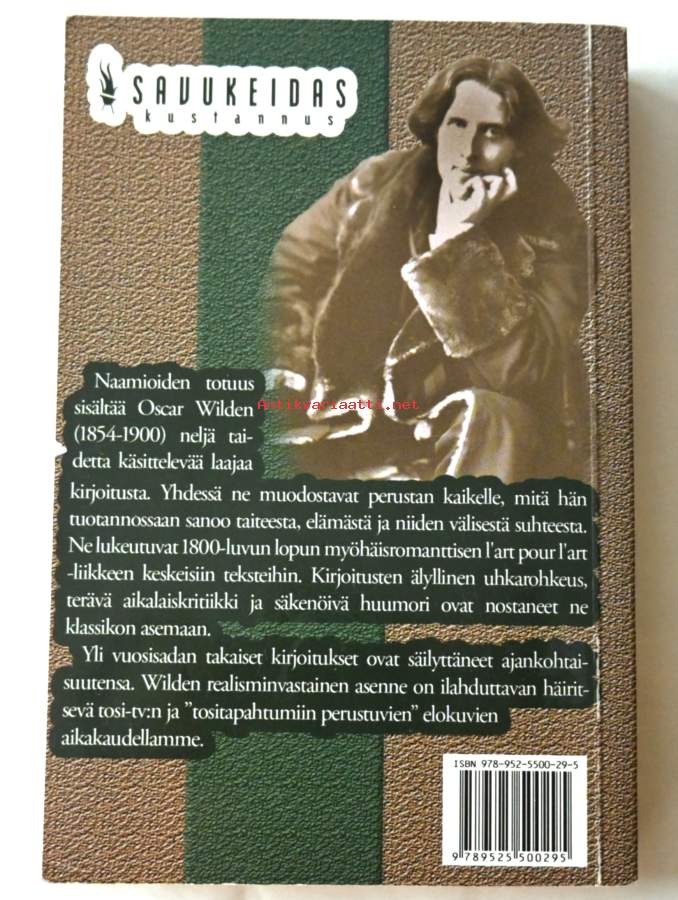 SAVUKEIDAS
kustannus
Naamioiden totuus
sisältää Oscar Wilden
Antikvariaatti.net
(1854-1900) neljä tai-
detta käsittelevää laajaa
kirjoitusta. Yhdessä ne muodostavat perustan kaikelle, mitä hän
tuotannossaan sanoo taiteesta, elämästä ja niiden välisestä suhteesta.
Ne lukeutuvat 1800-luvun lopun myöhäisromanttisen l'art pour l'art
-liikkeen keskeisiin teksteihin. Kirjoitusten älyllinen uhkarohkeus,
terävä aikalaiskritiikki ja säkenöivä huumori ovat nostaneet ne
klassikon asemaan.
Yli vuosisadan takaiset kirjoitukset ovat säilyttäneet ajankohtai-
suutensa. Wilden realisminvastainen asenne on ilahduttavan häirit-
sevä tosi-tv:n ja ”tositapahtumiin perustuvien” elokuvien
aikakaudellamme.
ISBN 978-952-5500-29-5
9 789525 500295